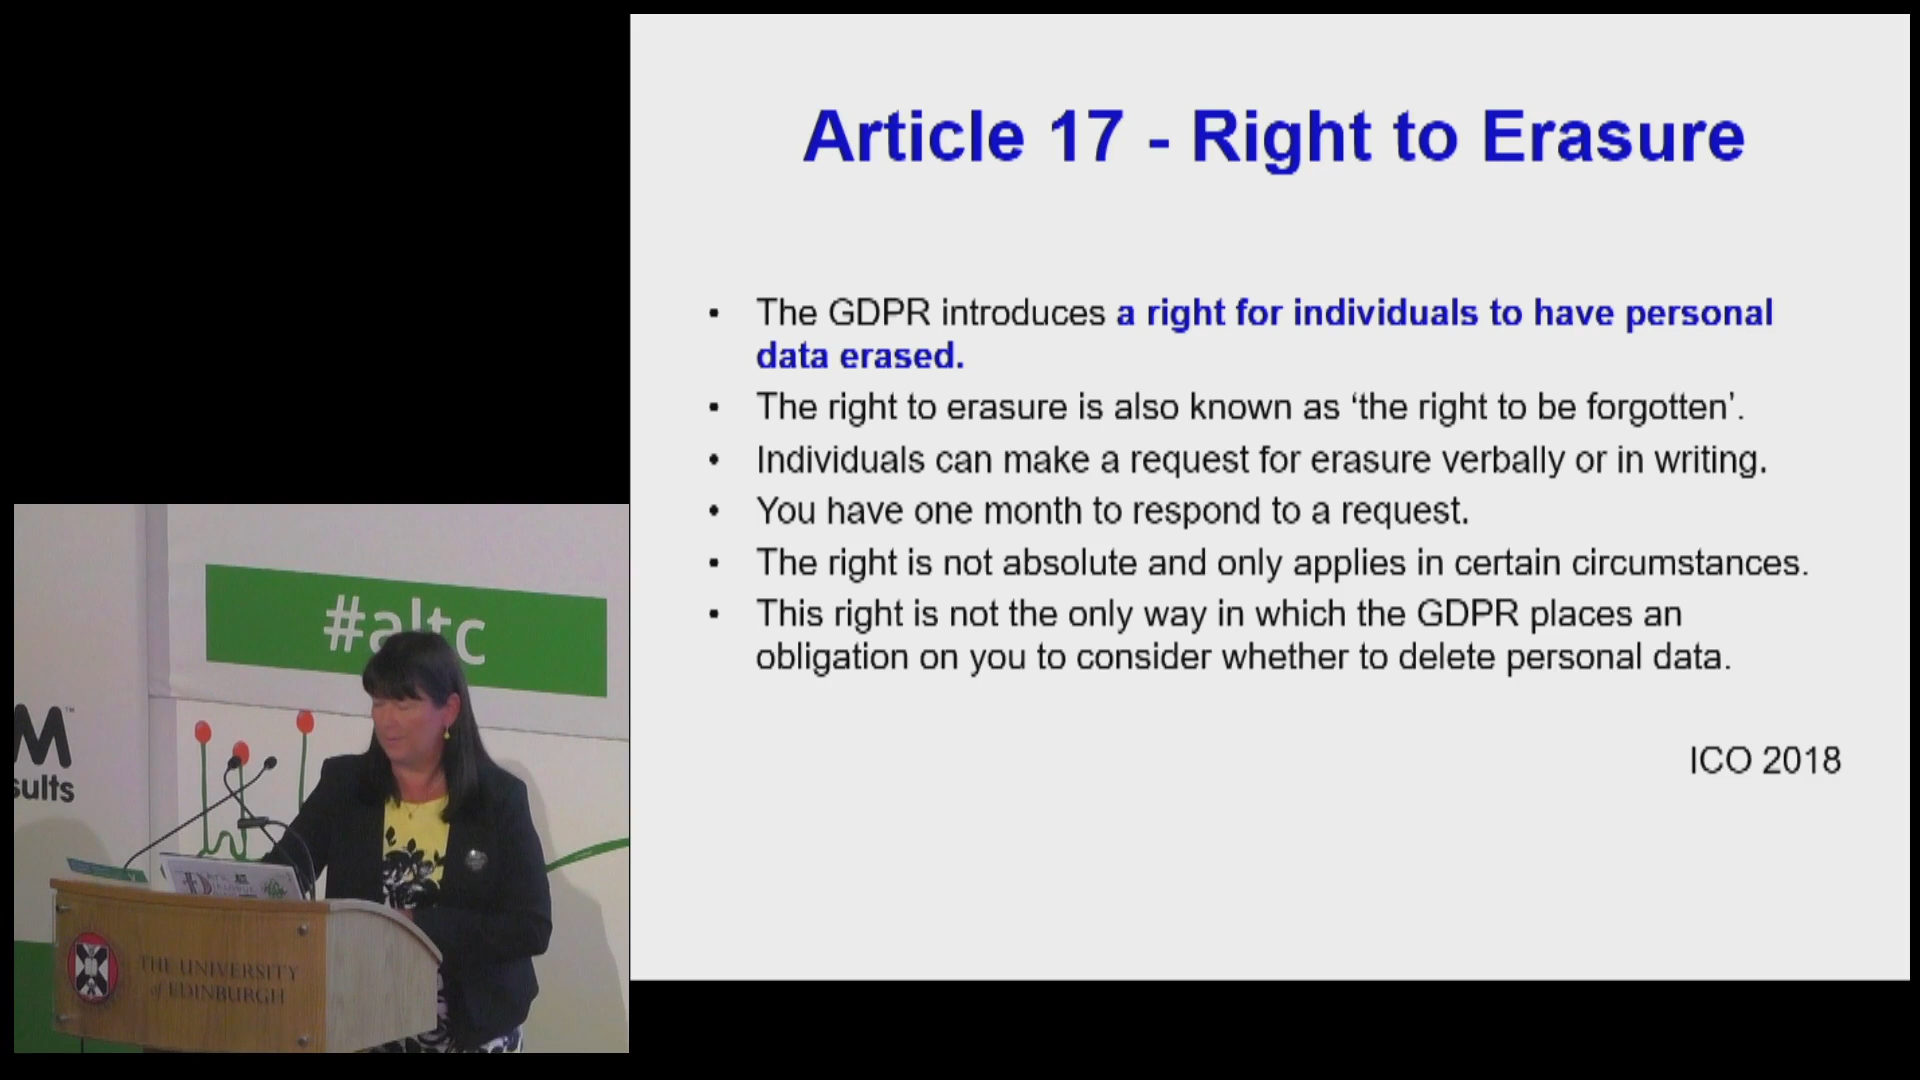 Article 17 - Right to Erasure
• The GDPR introduces a right for individuals to have personal
data erased.
• The right to erasure is also known as ‘the right to be forgotten’.
• Individuals can make a request for erasure verbally or in writing.
• You have one month to respond to a request.
• The right is not absolute and only applies in certain circumstances.
• This right is not the only way in which the GDPR places an
obligation on you to consider whether to delete personal data.
ICO 2018
#altc
M™
sults
THE UNIVERSITY
of EDINBURGH